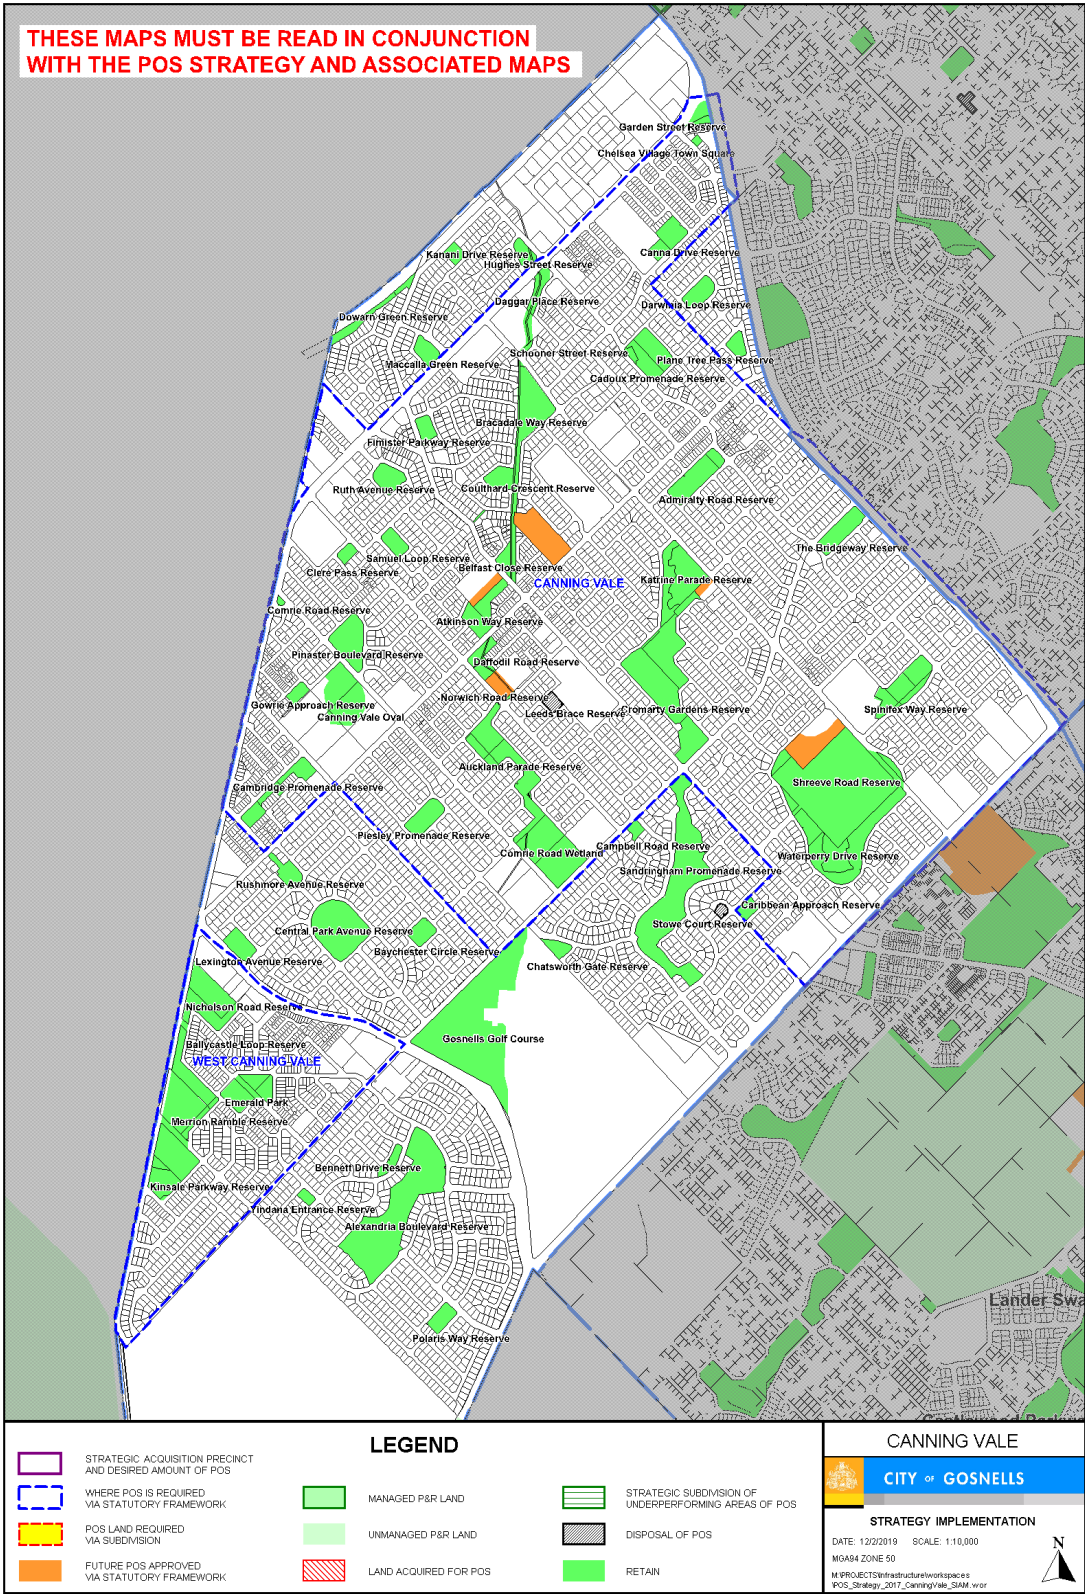 THESE MAPS MUST BE READ IN CONJUNCTION
WITH THE POS STRATEGY AND ASSOCIATED MAPS
Garden Street Reserve
Chelsea Village Town Square
Kanani Drive Reserve
Hughes Street Reserve
Canna Drive Reserve
Daggar Place Reserve
Darwinia Loop Reserve
Dowarn Green Reserve
Schooner Street Reserve
Plane Tree Pass Reserve
Maccalla Green Reserve
Cadoux Promenade Reserve
Bracadale Way Reserve
Fimister Parkway Reserve
Ruth Avenue Reserve
Coulthard Crescent Reserve
Admiralty Road Reserve
The Bridgeway Reserve
Samuel Loop Reserve
Clere Pass Reserve
Belfast Close Reserve
CANNING VALE
Katrine Parade Reserve
Comrie Road Reserve
Atkinson Way Reserve
Pinaster Boulevard Reserve
Daffodil Road Reserve
Norwich Road Reserve
Gowrie Approach Reserve
Leeds Brace Reserve
Cromarty Gardens Reserve
Spinifex Way Reserve
Canning Vale Oval
Auckland Parade Reserve
Shreeve Road Reserve
Cambridge Promenade Reserve
Piesley Promenade Reserve
Campbell Road Reserve
Comrie Road Wetland
Waterperry Drive Reserve
Sandringham Promenade Reserve
Rushmore Avenue Reserve
Caribbean Approach Reserve
Stowe Court Reserve
Central Park Avenue Reserve
Baychester Circle Reserve
Lexington Avenue Reserve
Chatsworth Gate Reserve
Nicholson Road Reserve
Gosnells Golf Course
Ballycastle Loop Reserve
WEST CANNING VALE
Emerald Park
Merrion Ramble Reserve
Bennett Drive Reserve
Kinsale Parkway Reserve
Yindana Entrance Reserve
Alexandria Boulevard Reserve
Lander Swa
Polaris Way Reserve
LEGEND
STRATEGIC ACQUISITION PRECINCT
AND DESIRED AMOUNT OF POS
WHERE POS IS REQUIRED
VIA STATUTORY FRAMEWORK
POS LAND REQUIRED
VIA SUBDIVISION
FUTURE POS APPROVED
VIA STATUTORY FRAMEWORK
MANAGED P&R LAND
UNMANAGED P&R LAND
LAND ACQUIRED FOR POS
STRATEGIC SUBDIVISION OF
UNDERPERFORMING AREAS OF POS
DISPOSAL OF POS
RETAIN
CANNING VALE
CITY OF GOSNELLS
STRATEGY IMPLEMENTATION
DATE: 12/2/2019 SCALE: 1:10,000
MGA94 ZONE 50
N
M:\PROJECTS\Infrastructure\workspaces
\POS_Strategy_2017_CanningVale_SIAM.wor